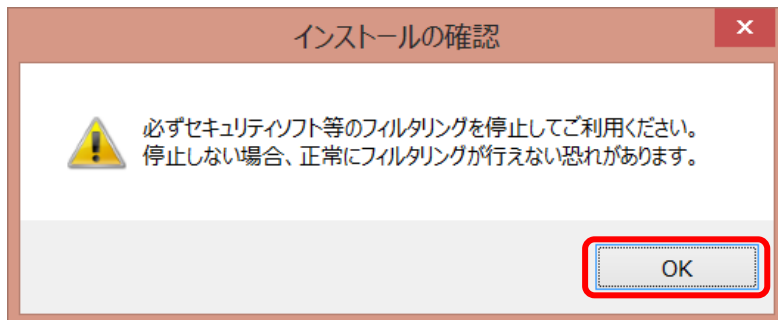 インストールの確認
必ずセキュリティソフト等のフィルタリングを停止してご利用ください。
停止しない場合、正常にフィルタリングが行えない恐れがあります。
OK